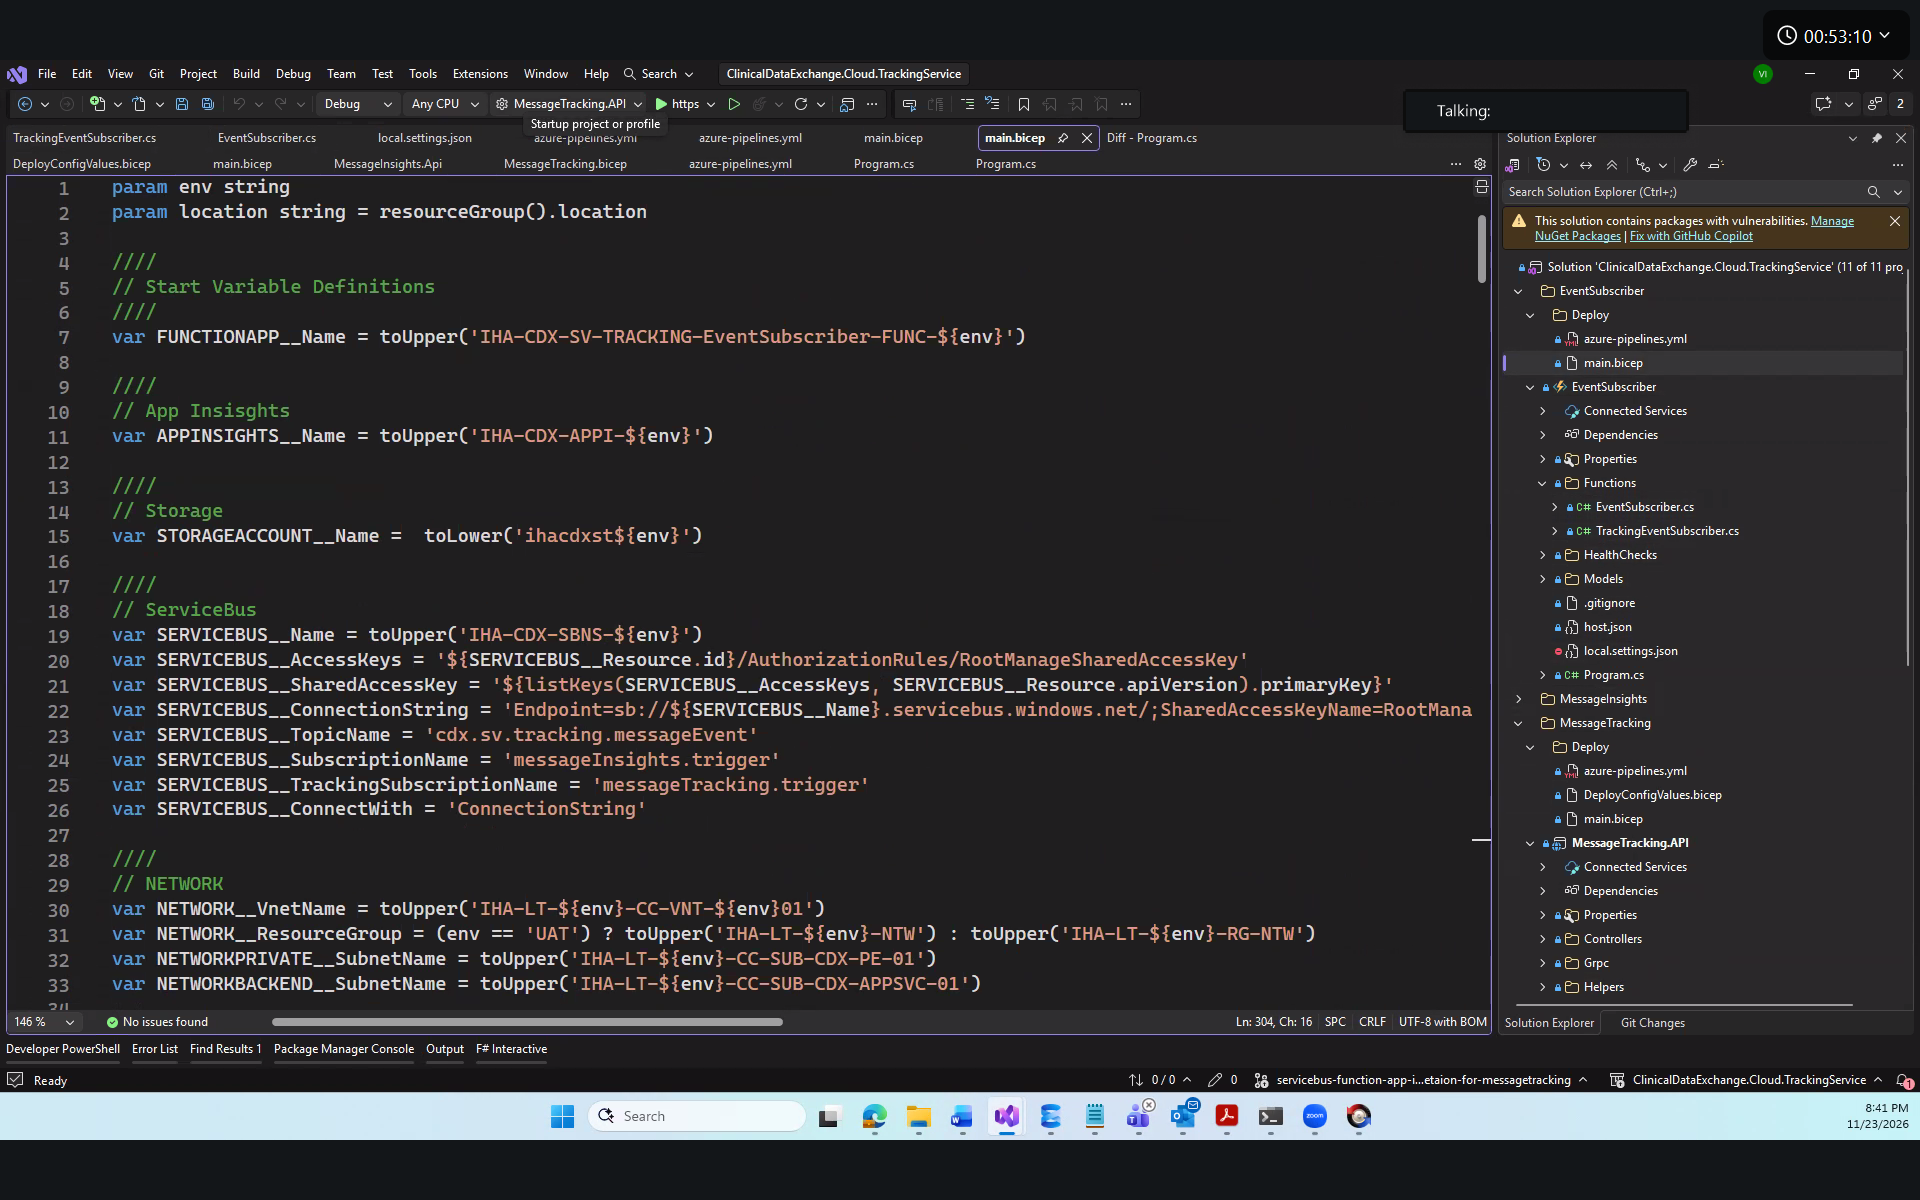 00:53:10
File Edit View Git Project Build Debug Team Test Tools Extensions Window Help Search ClinicalDataExchange.Cloud.TrackingService VI
Debug Any CPU MessageTracking.API https 2
Startup project or profile
Talking:
TrackingEventSubscriber.cs EventSubscriber.cs local.settings.json azure-pipelines.yml azure-pipelines.yml main.bicep main.bicep Diff - Program.cs
DeployConfigValues.bicep main.bicep MessageInsights.Api MessageTracking.bicep azure-pipelines.yml Program.cs Program.cs
1 param env string
2 param location string = resourceGroup().location
3
4 ////
5 // Start Variable Definitions
6 ////
7 var FUNCTIONAPP__Name = toUpper('IHA-CDX-SV-TRACKING-EventSubscriber-FUNC-${env}')
8
9 ////
10 // App Insisghts
11 var APPINSIGHTS__Name = toUpper('IHA-CDX-APPI-${env}')
12
13 ////
14 // Storage
15 var STORAGEACCOUNT__Name =  toLower('ihacdxst${env}')
16
17 ////
18 // ServiceBus
19 var SERVICEBUS__Name = toUpper('IHA-CDX-SBNS-${env}')
20 var SERVICEBUS__AccessKeys = '${SERVICEBUS__Resource.id}/AuthorizationRules/RootManageSharedAccessKey'
21 var SERVICEBUS__SharedAccessKey = '${listKeys(SERVICEBUS__AccessKeys, SERVICEBUS__Resource.apiVersion).primaryKey}'
22 var SERVICEBUS__ConnectionString = 'Endpoint=sb://${SERVICEBUS__Name}.servicebus.windows.net/;SharedAccessKeyName=RootMana
23 var SERVICEBUS__TopicName = 'cdx.sv.tracking.messageEvent'
24 var SERVICEBUS__SubscriptionName = 'messageInsights.trigger'
25 var SERVICEBUS__TrackingSubscriptionName = 'messageTracking.trigger'
26 var SERVICEBUS__ConnectWith = 'ConnectionString'
27
28 ////
29 // NETWORK
30 var NETWORK__VnetName = toUpper('IHA-LT-${env}-CC-VNT-${env}01')
31 var NETWORK__ResourceGroup = (env == 'UAT') ? toUpper('IHA-LT-${env}-NTW') : toUpper('IHA-LT-${env}-RG-NTW')
32 var NETWORKPRIVATE__SubnetName = toUpper('IHA-LT-${env}-CC-SUB-CDX-PE-01')
33 var NETWORKBACKEND__SubnetName = toUpper('IHA-LT-${env}-CC-SUB-CDX-APPSVC-01')
34
146 % No issues found Ln: 304, Ch: 16 SPC CRLF UTF-8 with BOM
Solution Explorer
Search Solution Explorer (Ctrl+;)
This solution contains packages with vulnerabilities. Manage
NuGet Packages | Fix with GitHub Copilot
Solution 'ClinicalDataExchange.Cloud.TrackingService' (11 of 11 pro
EventSubscriber
Deploy
azure-pipelines.yml
main.bicep
EventSubscriber
Connected Services
Dependencies
Properties
Functions
C# EventSubscriber.cs
C# TrackingEventSubscriber.cs
HealthChecks
Models
.gitignore
host.json
local.settings.json
C# Program.cs
MessageInsights
MessageTracking
Deploy
azure-pipelines.yml
DeployConfigValues.bicep
main.bicep
MessageTracking.API
Connected Services
Dependencies
Properties
Controllers
Grpc
Helpers
Solution Explorer Git Changes
Developer PowerShell Error List Find Results 1 Package Manager Console Output F# Interactive
Ready 0 / 0 0 servicebus-function-app-i...etaion-for-messagetracking ClinicalDataExchange.Cloud.TrackingService 1
Search zoom
8:41 PM
11/23/2026